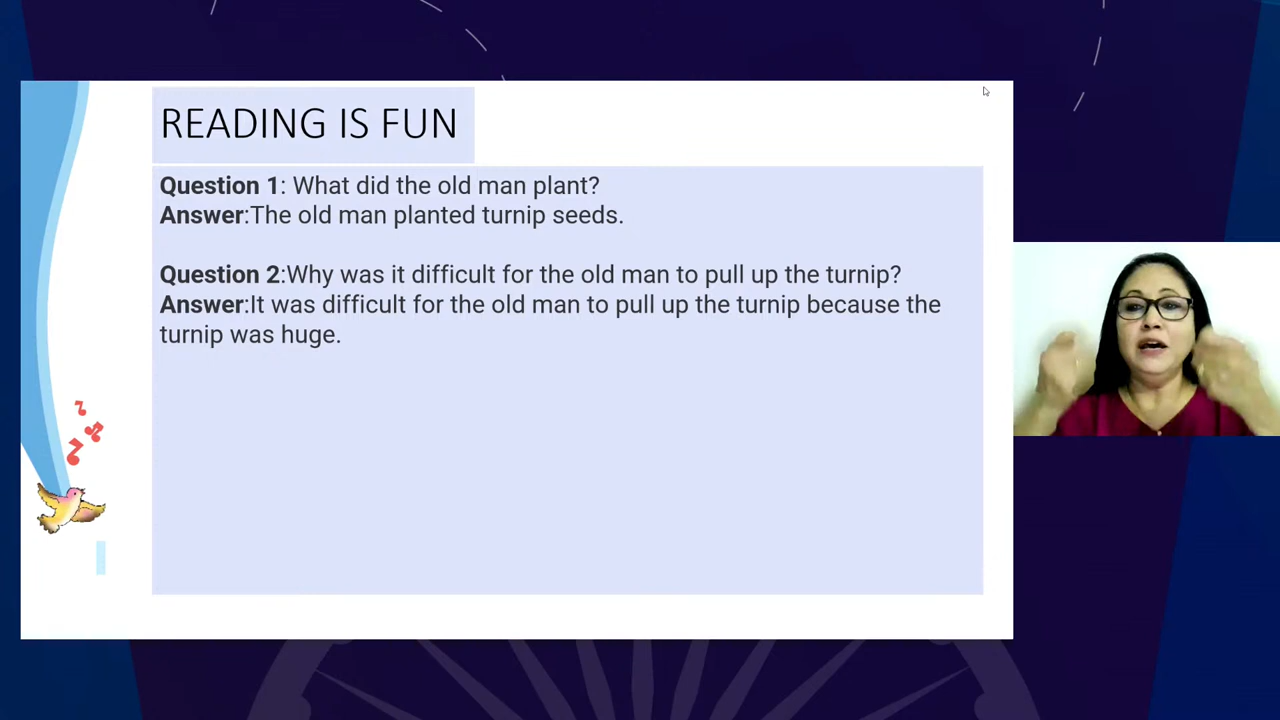 READING IS FUN
Question 1: What did the old man plant?
Answer:The old man planted turnip seeds.
Question 2:Why was it difficult for the old man to pull up the turnip?
Answer:It was difficult for the old man to pull up the turnip because the
turnip was huge.